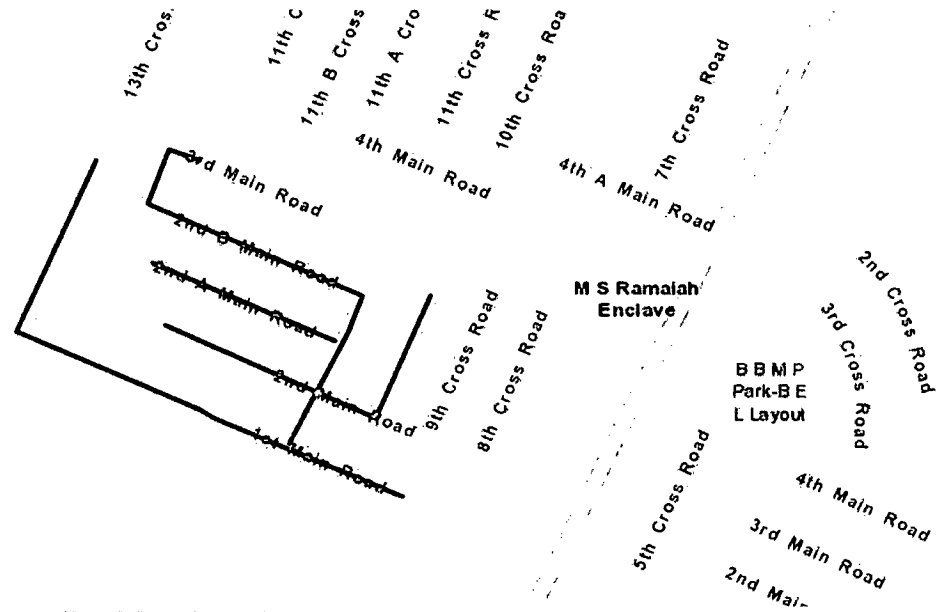 13th Cros
11th C
11th B Cross
11th A Cro
11th Cross R
10th Cross Roa
7th Cross Road
4th Main Road
4th A Main Road
3rd Main Road
2nd B Main Road
2nd A Main Road
2nd Main Road
1st Main Road
9th Cross Road
8th Cross Road
M S Ramaiah
Enclave
2nd Cross Road
3rd Cross Road
B B M P
Park-B E
L Layout
5th Cross Road
4th Main Road
3rd Main Road
2nd Main